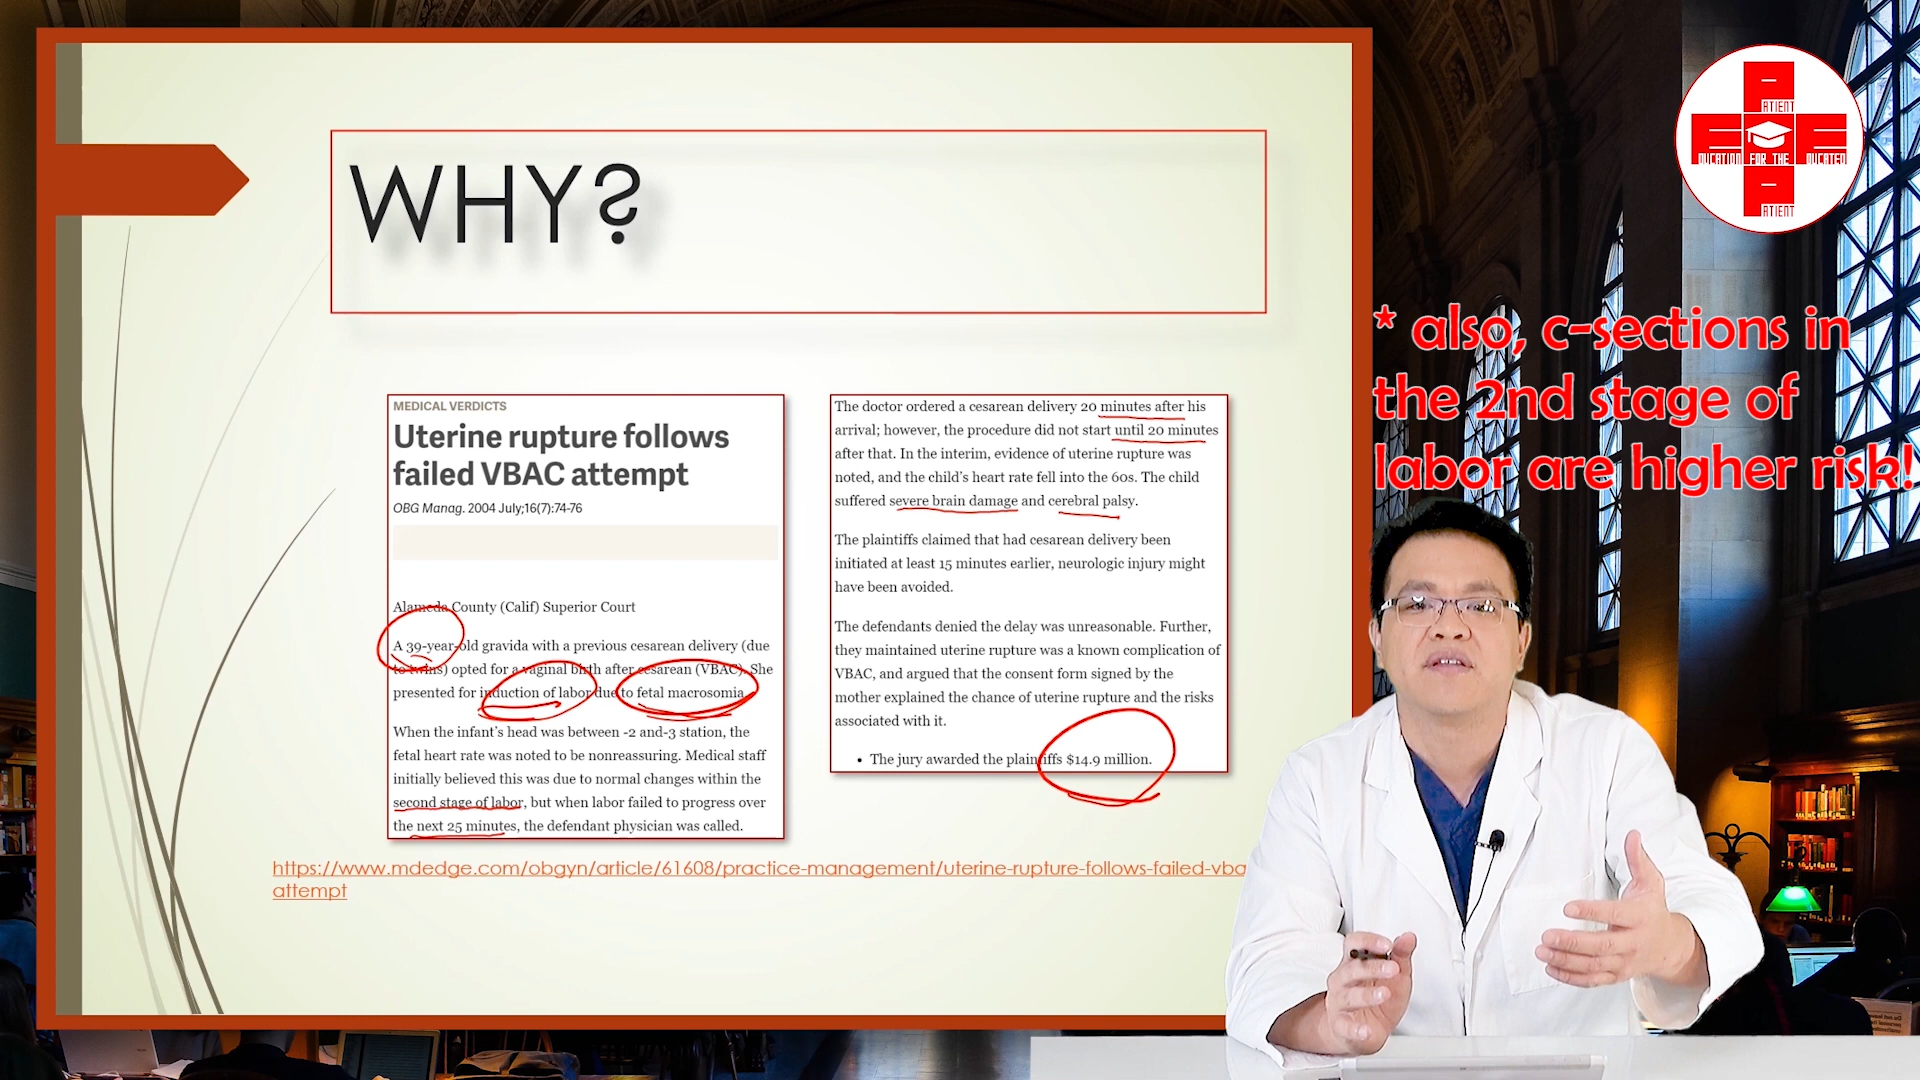 WHY?
MEDICAL VERDICTS
Uterine rupture follows
failed VBAC attempt
OBG Manag. 2004 July;16(7):74-76
Alameda County (Calif) Superior Court
A 39-year-old gravida with a previous cesarean delivery (due
to twins) opted for a vaginal birth after cesarean (VBAC). She
presented for induction of labor due to fetal macrosomia.
When the infant's head was between -2 and-3 station, the
fetal heart rate was noted to be nonreassuring. Medical staff
initially believed this was due to normal changes within the
second stage of labor, but when labor failed to progress over
the next 25 minutes, the defendant physician was called.
The doctor ordered a cesarean delivery 20 minutes after his
arrival; however, the procedure did not start until 20 minutes
after that. In the interim, evidence of uterine rupture was
noted, and the child's heart rate fell into the 60s. The child
suffered severe brain damage and cerebral palsy.
The plaintiffs claimed that had cesarean delivery been
initiated at least 15 minutes earlier, neurologic injury might
have been avoided.
The defendants denied the delay was unreasonable. Further,
they maintained uterine rupture was a known complication of
VBAC, and argued that the consent form signed by the
mother explained the chance of uterine rupture and the risks
associated with it.
• The jury awarded the plaintiffs $14.9 million.
https://www.mdedge.com/obgyn/article/61608/practice-management/uterine-rupture-follows-failed-vba
attempt
PATIENT
EDUCATION FOR THE EDUCATED
PATIENT
* also, c-sections in
the 2nd stage of
labor are higher risk!